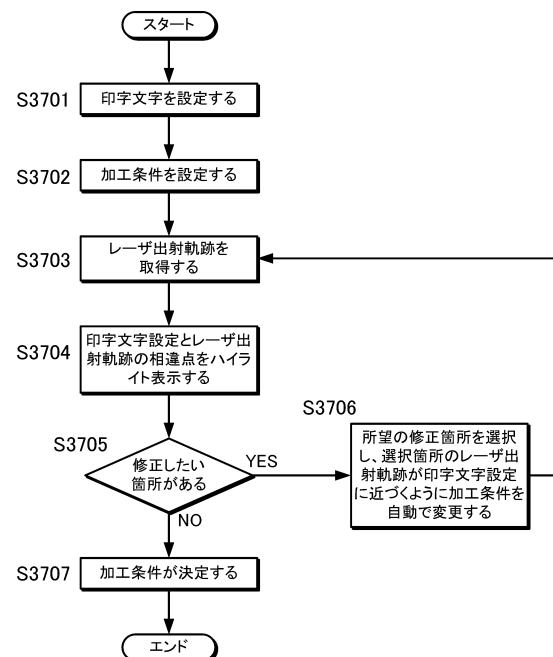 スタート
S3701
印字文字を設定する
S3702
加工条件を設定する
S3703
レーザ出射軌跡を
取得する
S3704
印字文字設定とレーザ出
射軌跡の相違点をハイラ
イト表示する
S3705
修正したい
箇所がある
YES
NO
S3706
所望の修正箇所を選択
し、選択箇所のレーザ出
射軌跡が印字文字設定
に近づくように加工条件を
自動で変更する
S3707
加工条件が決定する
エンド